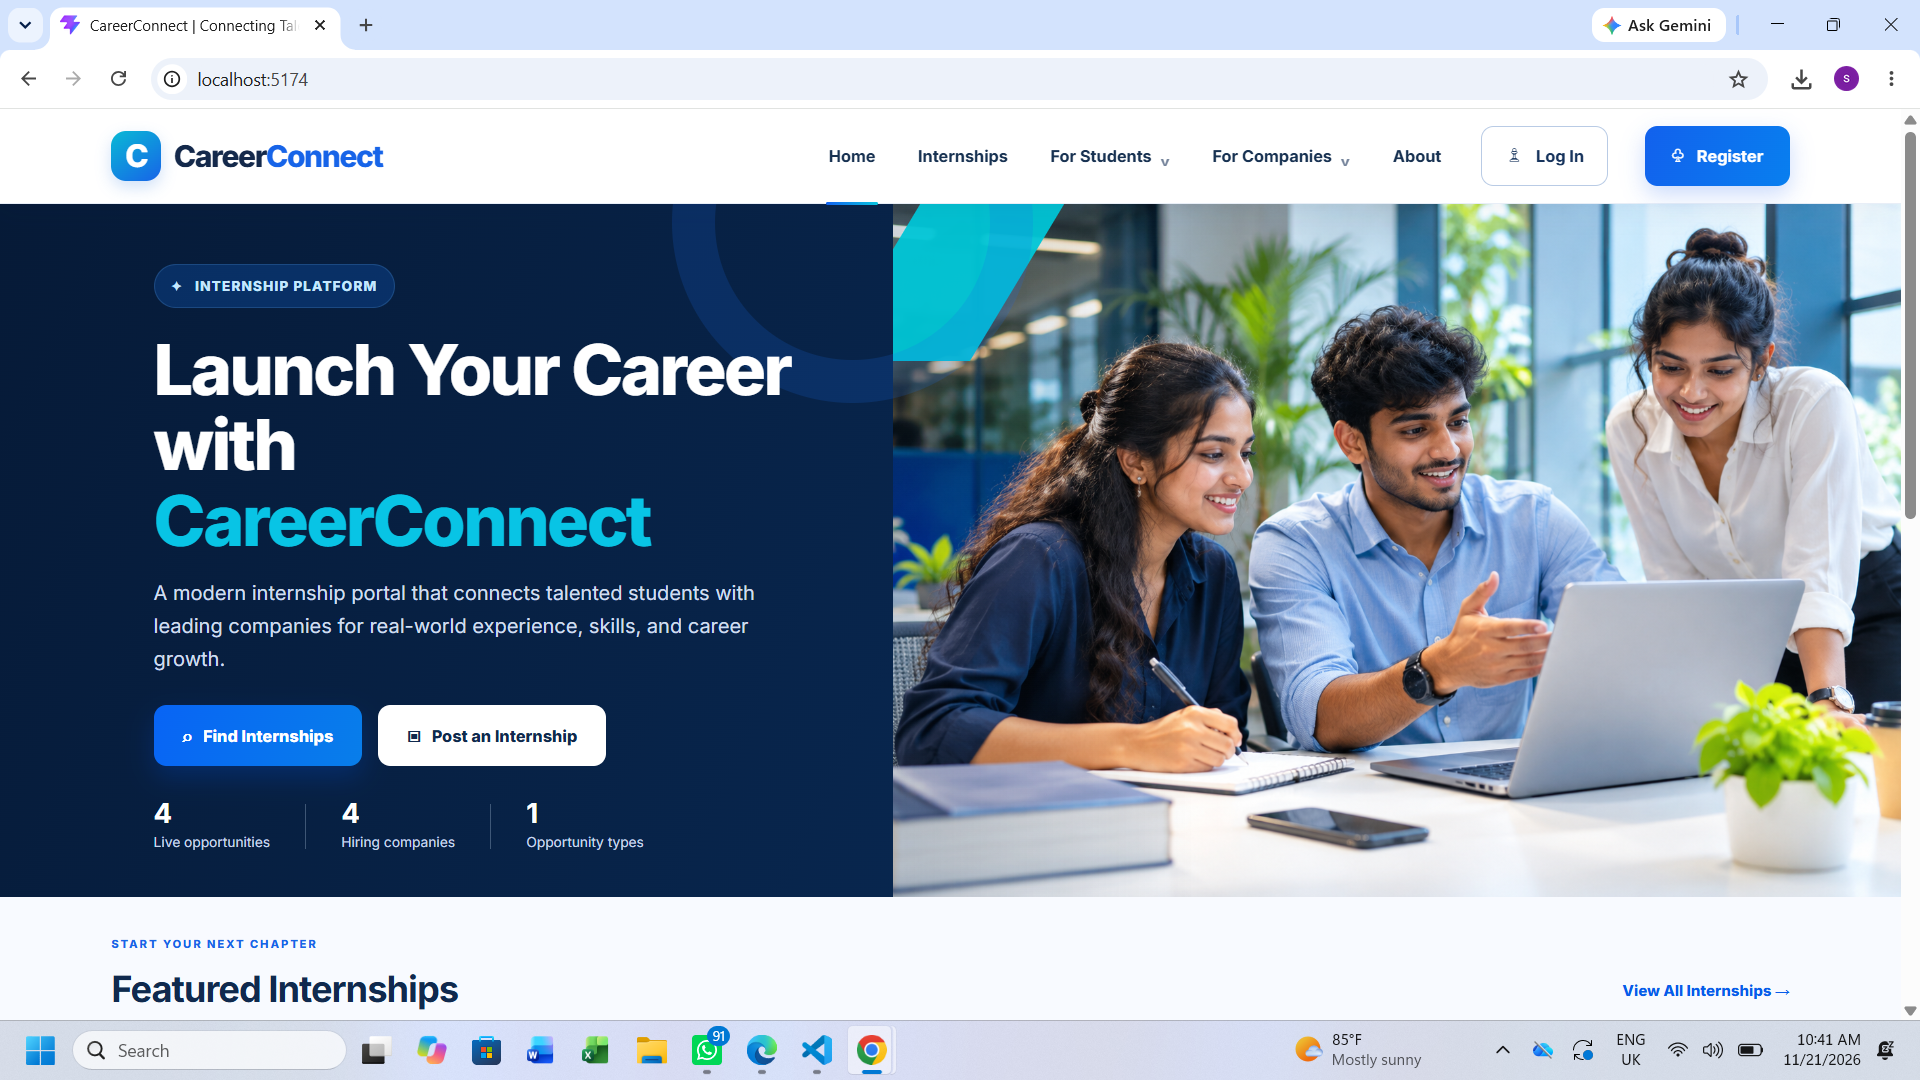 CareerConnect | Connecting Tal
Ask Gemini
localhost:5174
S
C CareerConnect
Home Internships For Students v For Companies v About Log In Register
INTERNSHIP PLATFORM
Launch Your Career
with
CareerConnect
A modern internship portal that connects talented students with
leading companies for real-world experience, skills, and career
growth.
Find Internships Post an Internship
4 4 1
Live opportunities Hiring companies Opportunity types
START YOUR NEXT CHAPTER
Featured Internships
View All Internships →
Search
91
85°F
Mostly sunny
ENG
UK
10:41 AM
11/21/2026